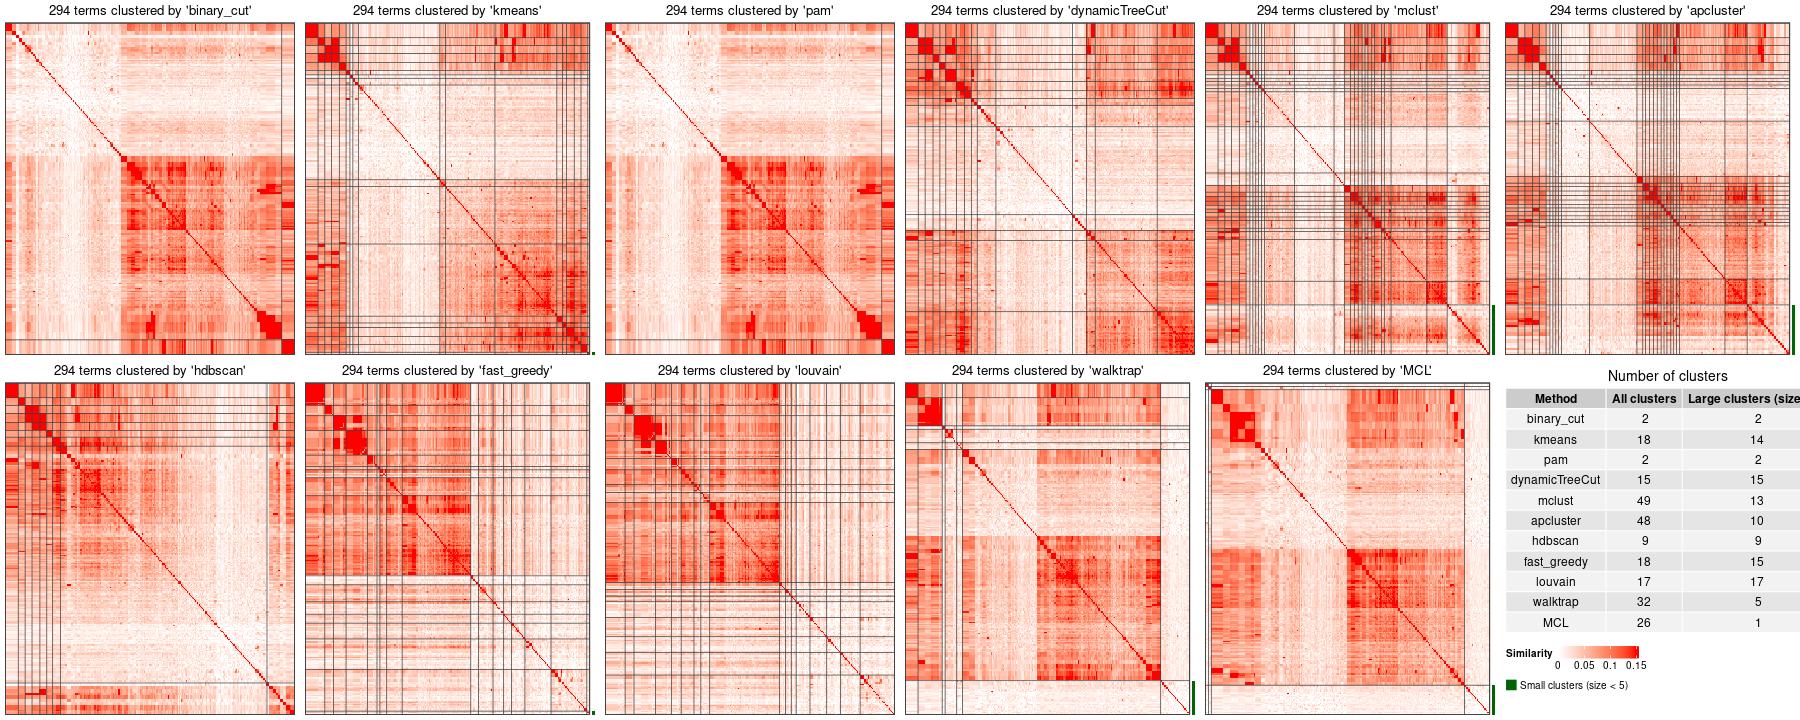 294 terms clustered by 'binary_cut'
294 terms clustered by 'kmeans'
294 terms clustered by 'pam'
294 terms clustered by 'dynamicTreeCut'
294 terms clustered by 'mclust'
294 terms clustered by 'apcluster'
294 terms clustered by 'hdbscan'
294 terms clustered by 'fast_greedy'
294 terms clustered by 'louvain'
294 terms clustered by 'walktrap'
294 terms clustered by 'MCL'
Number of clusters
Method All clusters Large clusters (size
binary_cut 2 2
kmeans 18 14
pam 2 2
dynamicTreeCut 15 15
mclust 49 13
apcluster 48 10
hdbscan 9 9
fast_greedy 18 15
louvain 17 17
walktrap 32 5
MCL 26 1
Similarity
0 0.05 0.1 0.15
Small clusters (size < 5)